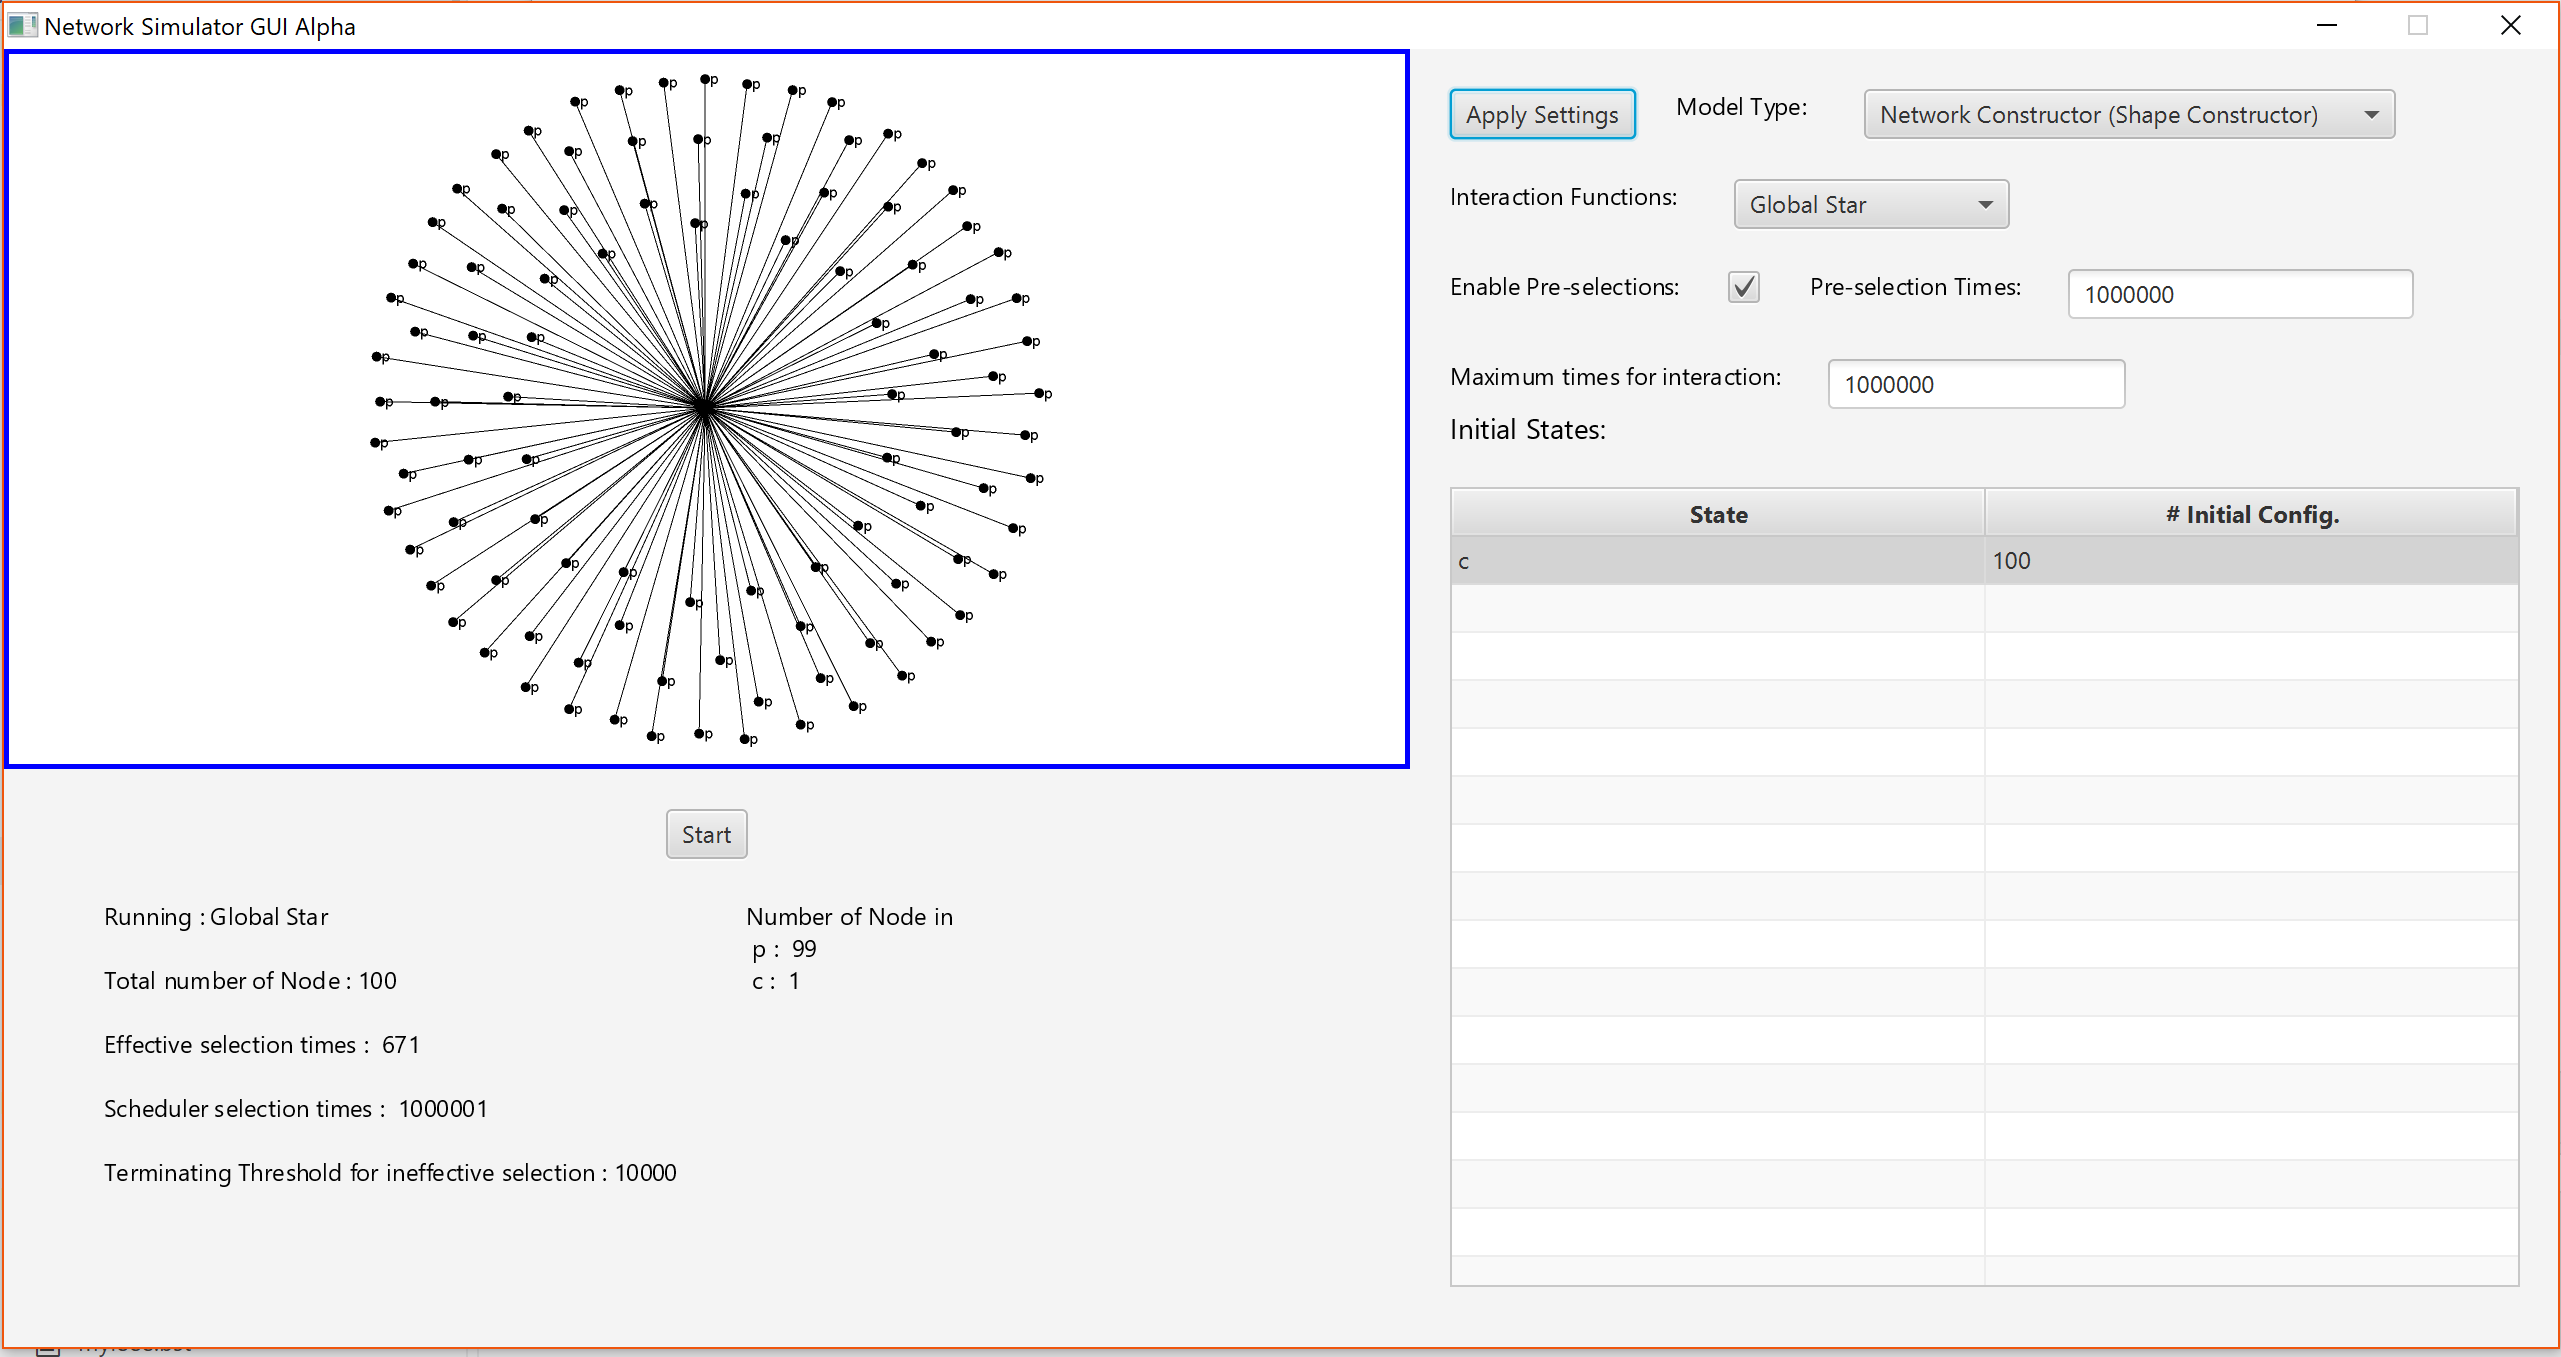 Network Simulator GUI Alpha
Apply Settings
Model Type:
Network Constructor (Shape Constructor)
Interaction Functions:
Global Star
Enable Pre-selections:
Pre-selection Times:
1000000
Maximum times for interaction:
1000000
Initial States:
State
# Initial Config.
c
100
Start
Running : Global Star
Total number of Node : 100
Effective selection times :  671
Scheduler selection times :  1000001
Terminating Threshold for ineffective selection : 10000
Number of Node in
p :  99
c :  1